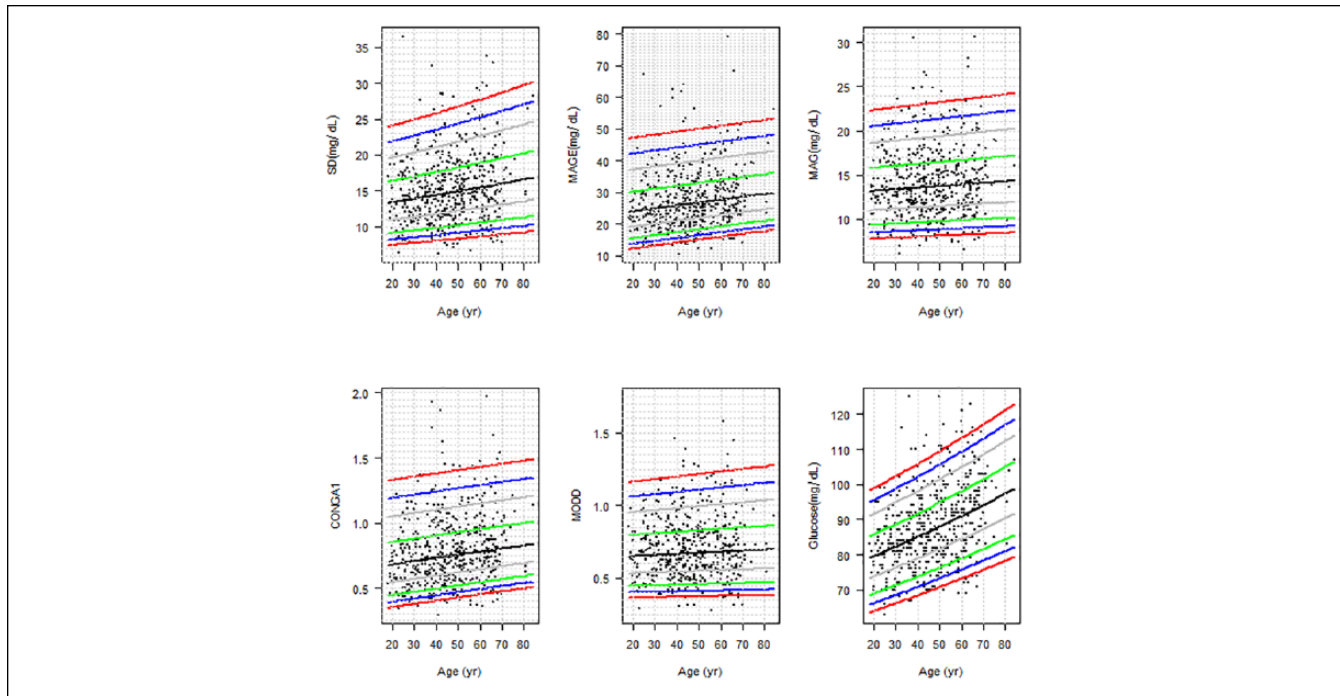 35
30
25
20
15
10
SD(mg/ dL)
20 30 40 50 60 70 80
Age (yr)
80
70
60
50
40
30
20
10
MAGE(mg/ dL)
20 30 40 50 60 70 80
Age (yr)
30
25
20
15
10
MAG(mg/ dL)
20 30 40 50 60 70 80
Age (yr)
2.0
1.5
1.0
0.5
CONGA1
20 30 40 50 60 70 80
Age (yr)
1.5
1.0
0.5
MODD
20 30 40 50 60 70 80
Age (yr)
120
110
100
90
80
70
Glucose(mg/ dL)
20 30 40 50 60 70 80
Age (yr)